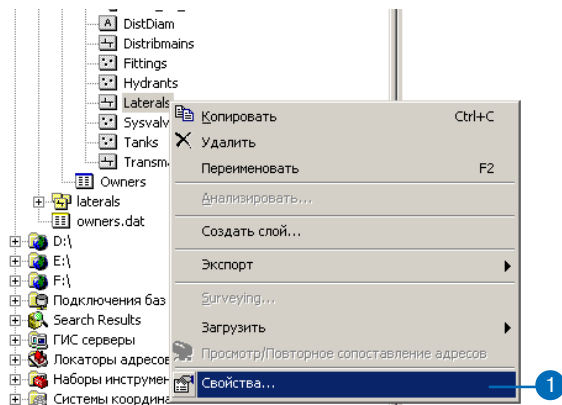 DistDiam
Distribmains
Fittings
Hydrants
Laterals
Sysvalv
Tanks
Transm
Owners
laterals
owners.dat
D:\
E:\
F:\
Подключения баз
Search Results
ГИС серверы
Локаторы адресов
Наборы инструмен
Системы координа
Копировать Ctrl+C
Удалить
Переименовать F2
Анализировать...
Создать слой...
Экспорт
Surveying...
Загрузить
Просмотр/Повторное сопоставление адресов
Свойства...
1